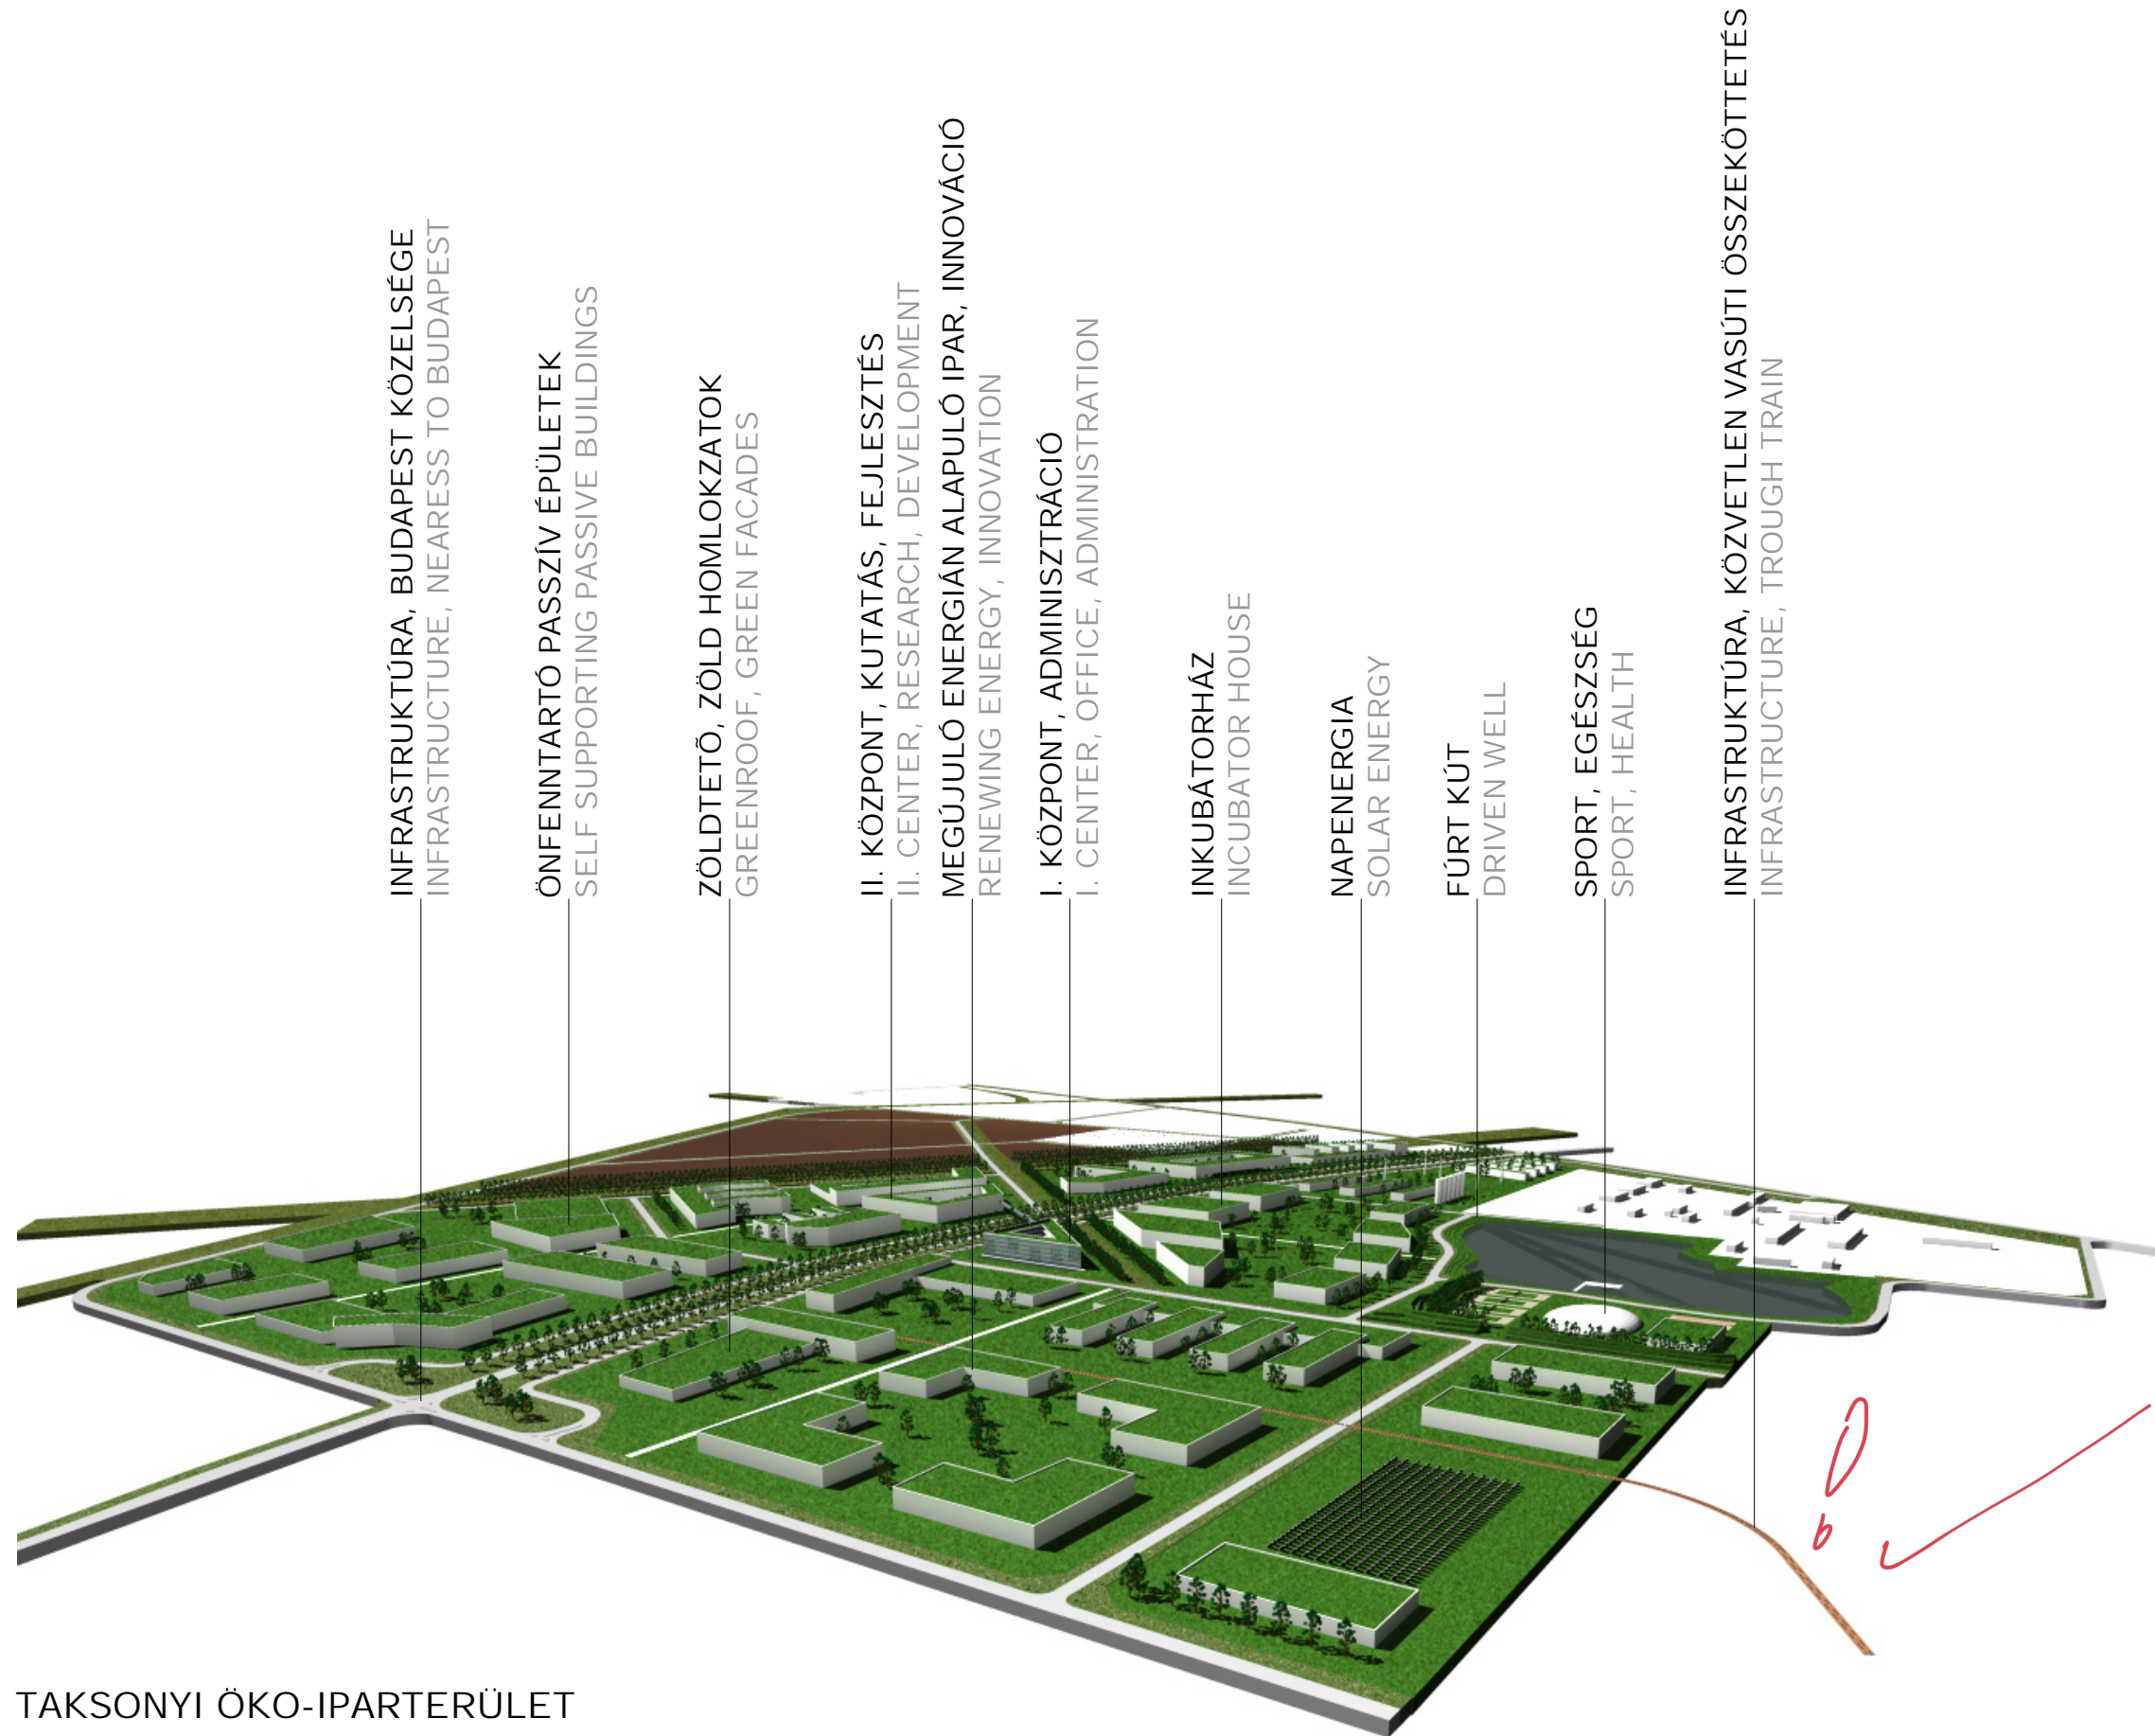 INFRASTRUKTÚRA, BUDAPEST KÖZELSÉGE
INFRASTRUCTURE, NEARESS TO BUDAPEST
ÖNFENNTARTÓ PASSZÍV ÉPÜLETEK
SELF SUPPORTING PASSIVE BUILDINGS
ZÖLDTETÕ, ZÖLD HOMLOKZATOK
GREENROOF, GREEN FACADES
II. KÖZPONT, KUTATÁS, FEJLESZTÉS
II. CENTER, RESEARCH, DEVELOPMENT
MEGÚJULÓ ENERGIÁN ALAPULÓ IPAR, INNOVÁCIÓ
RENEWING ENERGY, INNOVATION
I. KÖZPONT, ADMINISZTRÁCIÓ
I. CENTER, OFFICE, ADMINISTRATION
INKUBÁTORHÁZ
INCUBATOR HOUSE
NAPENERGIA
SOLAR ENERGY
FÚRT KÚT
DRIVEN WELL
SPORT, EGÉSZSÉG
SPORT, HEALTH
INFRASTRUKTÚRA, KÖZVETLEN VASÚTI ÖSSZEKÖTTETÉS
INFRASTRUCTURE, TROUGH TRAIN
TAKSONYI ÖKO-IPARTERÜLET